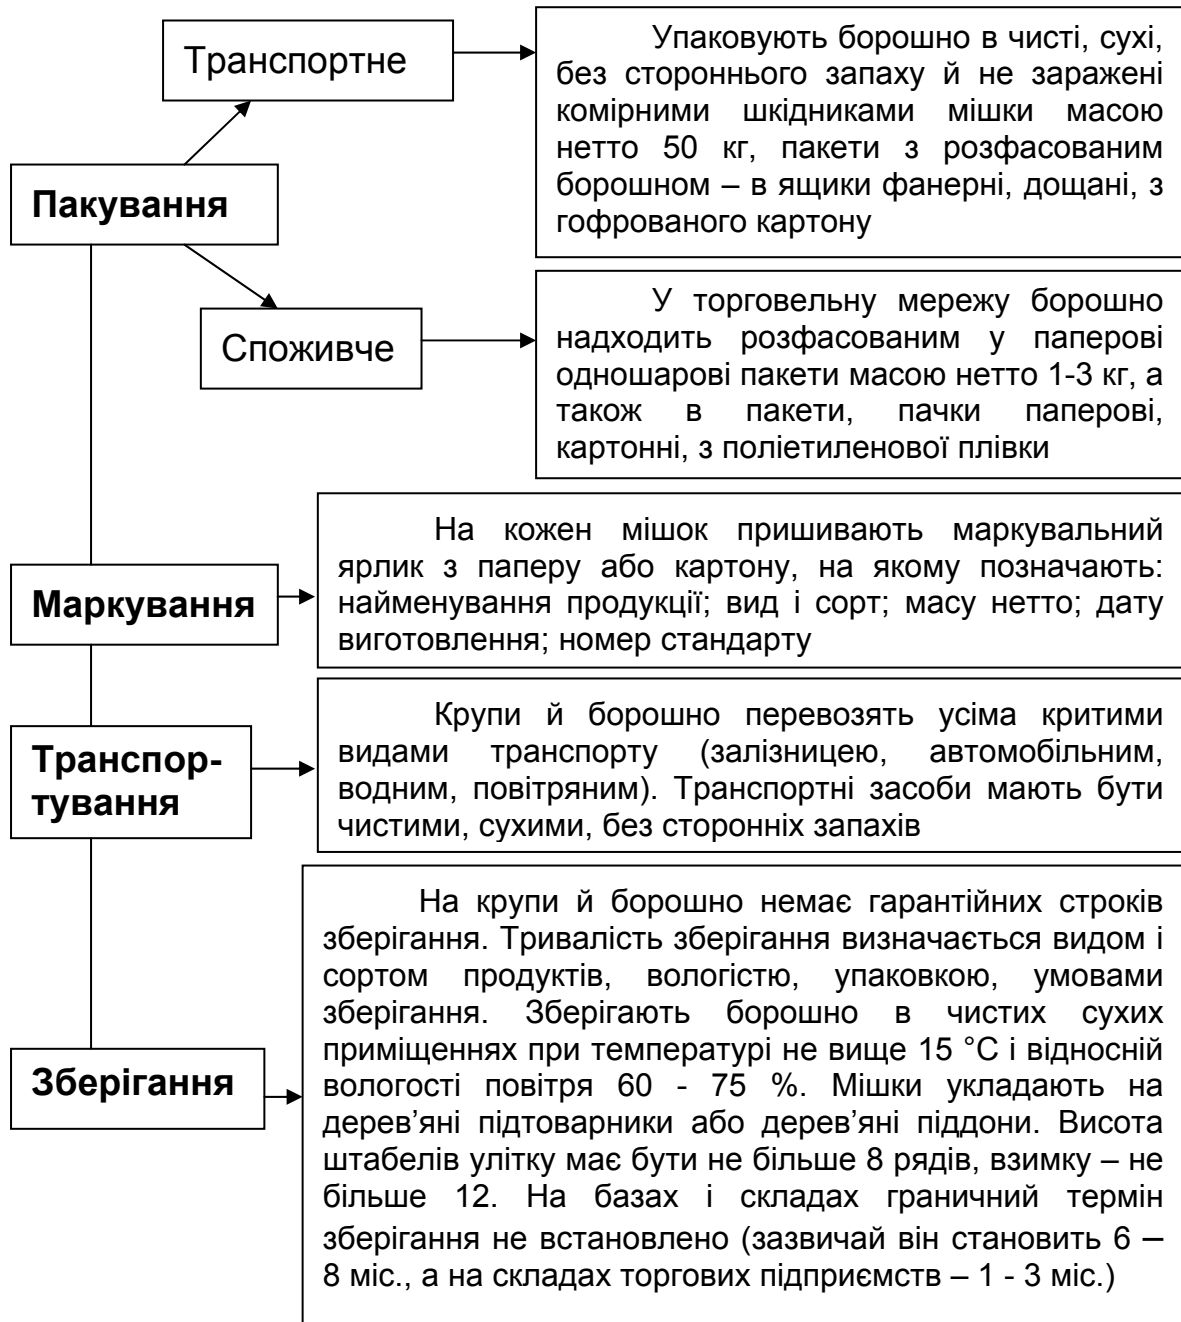 Транспортне
Упаковують борошно в чисті, сухі,
без стороннього запаху й не заражені
комірними шкідниками мішки масою
нетто 50 кг, пакети з розфасованим
борошном – в ящики фанерні, дощані, з
гофрованого картону
Пакування
Споживче
У торговельну мережу борошно
надходить розфасованим у паперові
одношарові пакети масою нетто 1-3 кг, а
також в пакети, пачки паперові,
картонні, з поліетиленової плівки
Маркування
На кожен мішок пришивають маркувальний
ярлик з паперу або картону, на якому позначають:
найменування продукції; вид і сорт; масу нетто; дату
виготовлення; номер стандарту
Транспор-
тування
Крупи й борошно перевозять усіма критими
видами транспорту (залізницею, автомобільним,
водним, повітряним). Транспортні засоби мають бути
чистими, сухими, без сторонніх запахів
Зберігання
На крупи й борошно немає гарантійних строків
зберігання. Тривалість зберігання визначається видом і
сортом продуктів, вологістю, упаковкою, умовами
зберігання. Зберігають борошно в чистих сухих
приміщеннях при температурі не вище 15 °С і відносній
вологості повітря 60 - 75 %. Мішки укладають на
дерев’яні підтоварники або дерев’яні піддони. Висота
штабелів улітку має бути не більше 8 рядів, взимку – не
більше 12. На базах і складах граничний термін
зберігання не встановлено (зазвичай він становить 6 –
8 міс., а на складах торгових підприємств – 1 - 3 міс.)